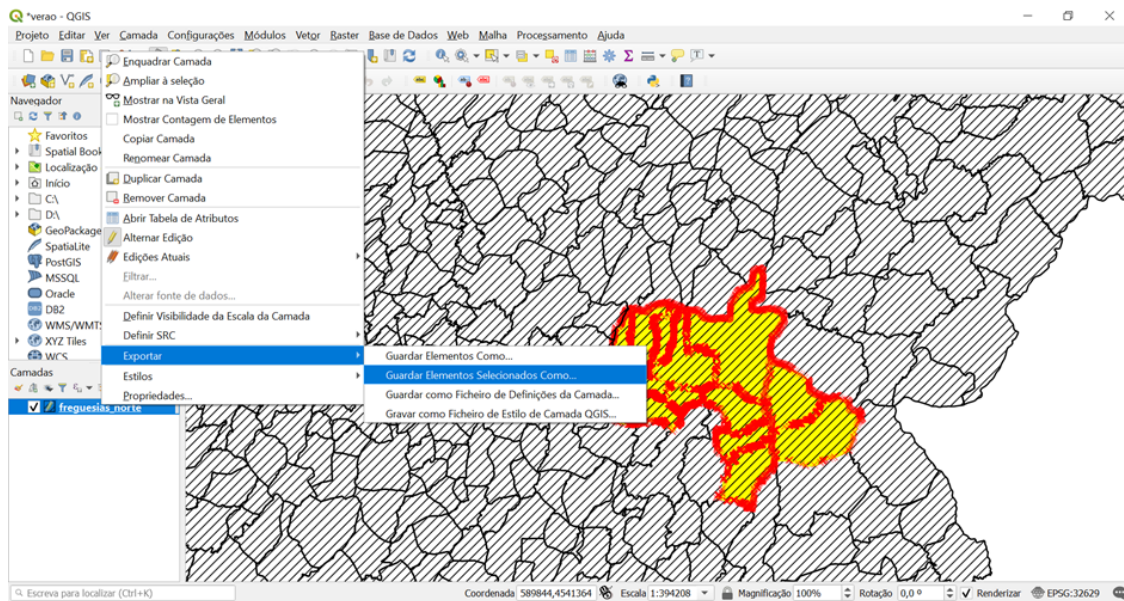 *verao - QGIS
Projeto Editar Ver Camada Configurações Módulos Vetor Raster Base de Dados Web Malha Processamento Ajuda
Enquadrar Camada
Ampliar à seleção
Mostrar na Vista Geral
Mostrar Contagem de Elementos
Copiar Camada
Renomear Camada
Duplicar Camada
Remover Camada
Abrir Tabela de Atributos
Alternar Edição
Edições Atuais
Filtrar...
Alterar fonte de dados...
Definir Visibilidade da Escala da Camada
Definir SRC
Exportar
Estilos
Propriedades...
Guardar Elementos Como...
Guardar Elementos Selecionados Como...
Guardar como Ficheiro de Definições da Camada...
Gravar como Ficheiro de Estilo de Camada QGIS...
Navegador
Favoritos
Spatial Book
Localização
Início
C:\
D:\
GeoPackage
SpatiaLite
PostGIS
MSSQL
Oracle
DB2
WMS/WMT
XYZ Tiles
WCS
Camadas
freguesias_norte
Escreva para localizar (Ctrl+K) Coordenada 589844,4541364 Escala 1:394208 Magnificação 100% Rotação 0,0 º Renderizar EPSG:32629